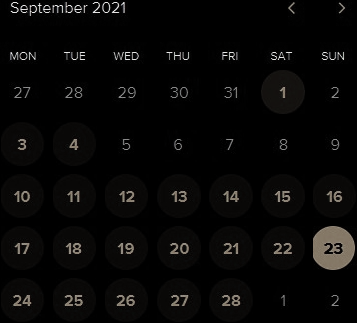 September 2021 < >
MON TUE WED THU FRI SAT SUN
27 28 29 30 31 1 2
3 4 5 6 7 8 9
10 11 12 13 14 15 16
17 18 19 20 21 22 23
24 25 26 27 28 1 2